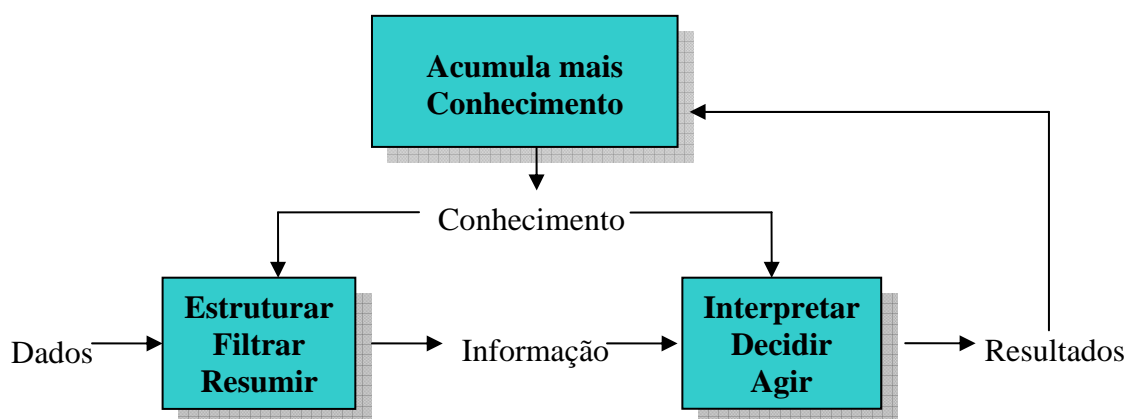 Acumula mais
Conhecimento
Conhecimento
Estruturar
Filtrar
Resumir
Interpretar
Decidir
Agir
Dados
Informação
Resultados